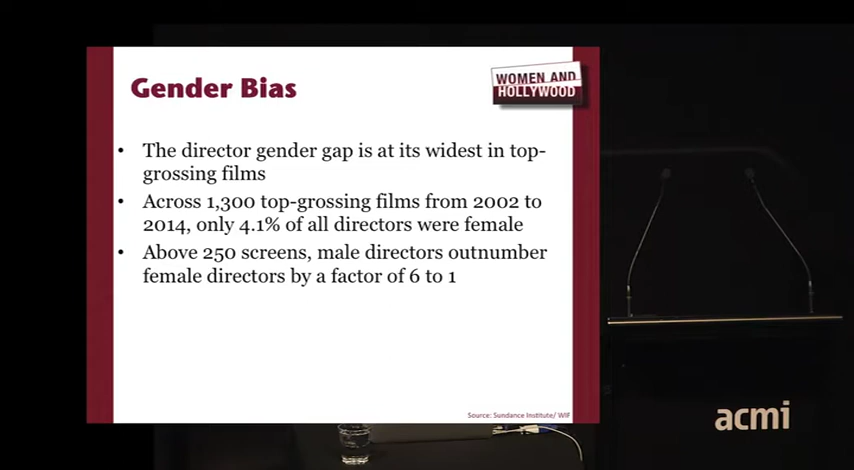 Gender Bias
WOMEN AND
HOLLYWOOD
• The director gender gap is at its widest in top-
grossing films
• Across 1,300 top-grossing films from 2002 to
2014, only 4.1% of all directors were female
• Above 250 screens, male directors outnumber
female directors by a factor of 6 to 1
Source: Sundance Institute/ WIF
acmi